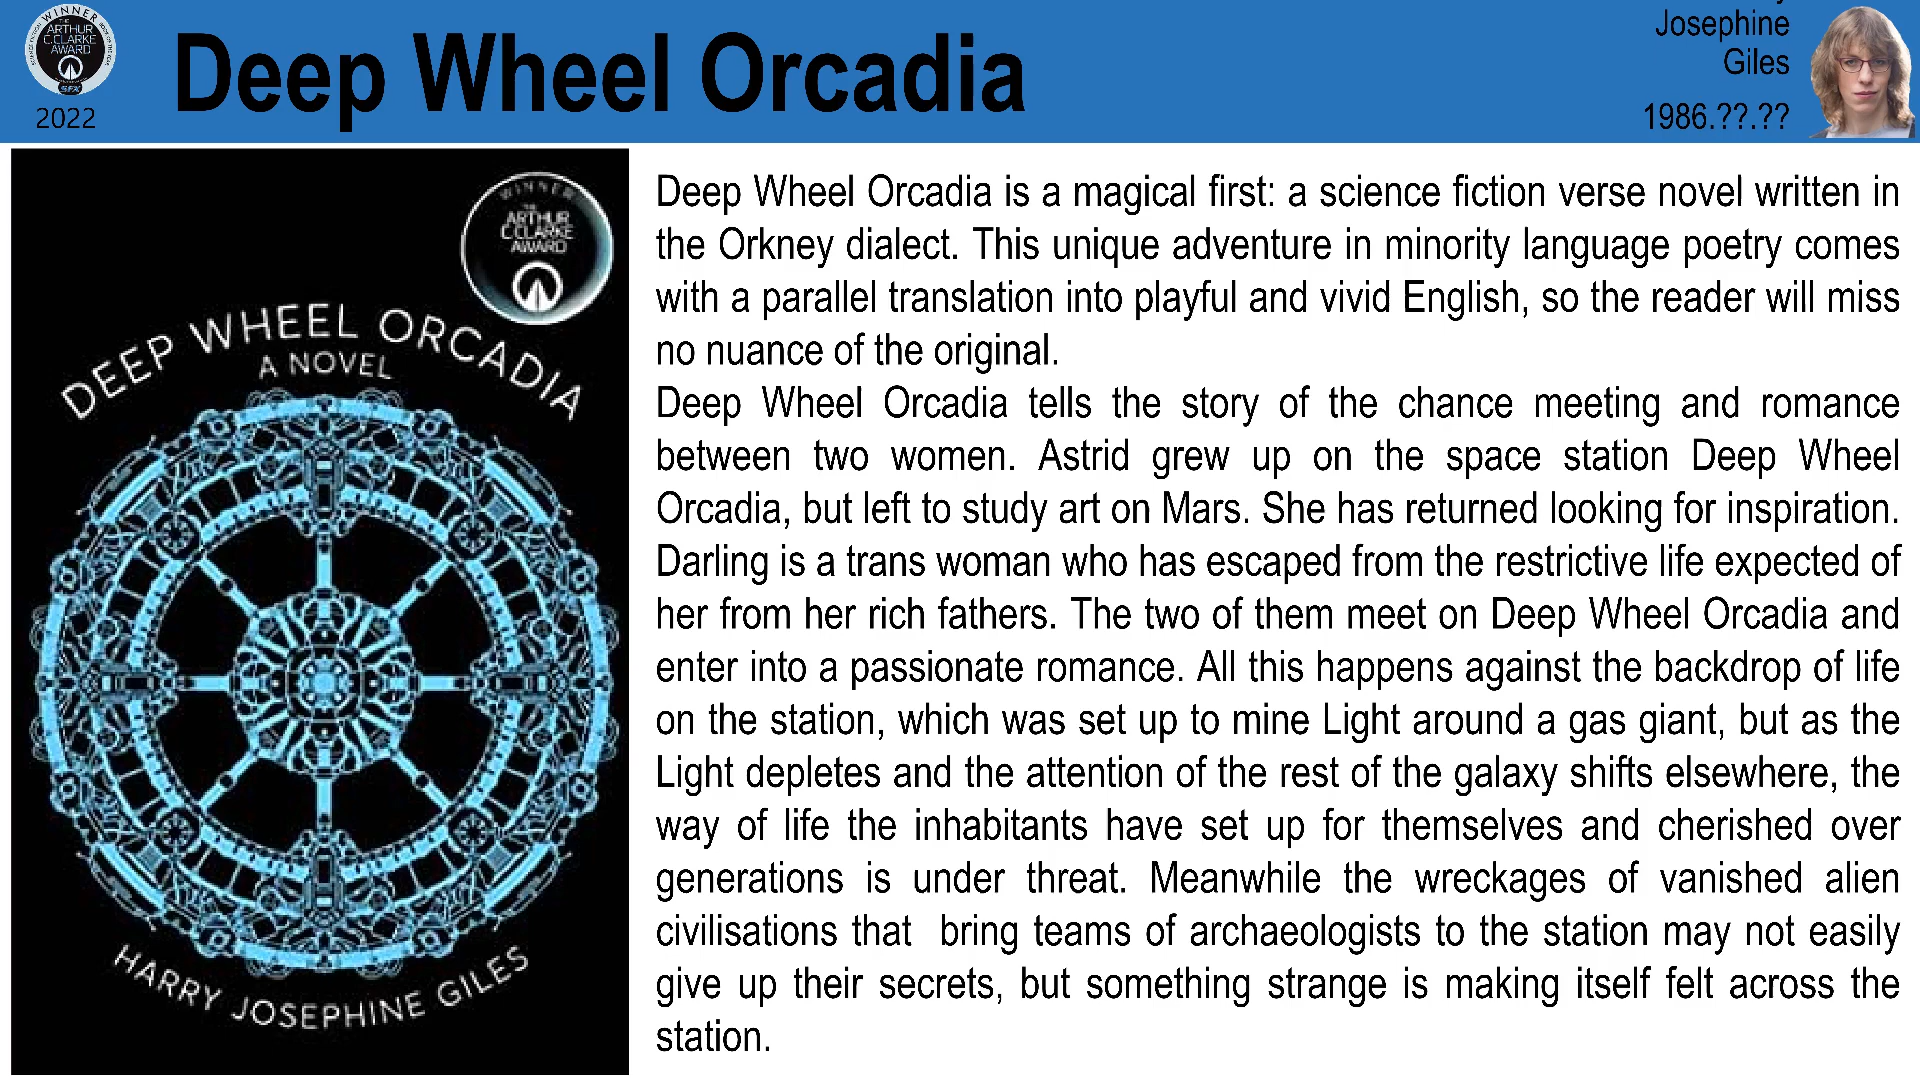 WINNER
THE
ARTHUR
C.CLARKE
AWARD
SFX
2022
Deep Wheel Orcadia
Josephine
Giles
1986.??.??
WINNER
THE
ARTHUR
C.CLARKE
AWARD
DEEP WHEEL ORCADIA
A NOVEL
HARRY JOSEPHINE GILES
Deep Wheel Orcadia is a magical first: a science fiction verse novel written in
the Orkney dialect. This unique adventure in minority language poetry comes
with a parallel translation into playful and vivid English, so the reader will miss
no nuance of the original.
Deep Wheel Orcadia tells the story of the chance meeting and romance
between two women. Astrid grew up on the space station Deep Wheel
Orcadia, but left to study art on Mars. She has returned looking for inspiration.
Darling is a trans woman who has escaped from the restrictive life expected of
her from her rich fathers. The two of them meet on Deep Wheel Orcadia and
enter into a passionate romance. All this happens against the backdrop of life
on the station, which was set up to mine Light around a gas giant, but as the
Light depletes and the attention of the rest of the galaxy shifts elsewhere, the
way of life the inhabitants have set up for themselves and cherished over
generations is under threat. Meanwhile the wreckages of vanished alien
civilisations that bring teams of archaeologists to the station may not easily
give up their secrets, but something strange is making itself felt across the
station.